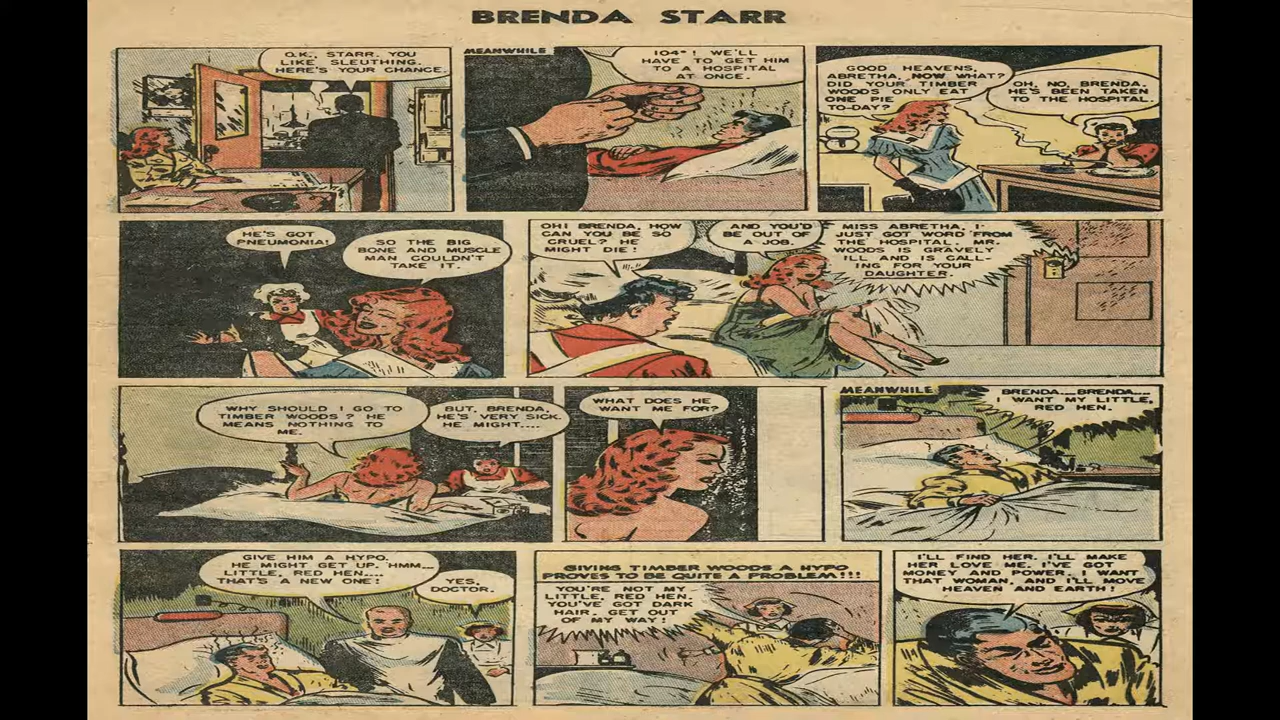 BRENDA STARR
O.K., STARR. YOU
LIKE SLEUTHING.
HERE'S YOUR CHANCE.
MEANWHILE
104°! WE'LL
HAVE TO GET HIM
TO A HOSPITAL
AT ONCE.
GOOD HEAVENS,
ABRETHA, NOW WHAT?
DID YOUR TIMBER
WOODS ONLY EAT
ONE PIE
TO-DAY?
OH, NO, BRENDA.
HE'S BEEN TAKEN
TO THE HOSPITAL.
HE'S GOT
PNEUMONIA!
SO THE BIG
BONE AND MUSCLE
MAN COULDN'T
TAKE IT.
OH! BRENDA, HOW
CAN YOU BE SO
CRUEL? HE
MIGHT DIE!
AND YOU'D
BE OUT OF
A JOB.
MISS ABRETHA, I
JUST GOT WORD FROM
THE HOSPITAL. MR.
WOODS IS GRAVELY
ILL AND IS CALL-
ING FOR YOUR
DAUGHTER.
WHY SHOULD I GO TO
TIMBER WOODS? HE
MEANS NOTHING TO
ME.
BUT, BRENDA,
HE'S VERY SICK.
HE MIGHT....
WHAT DOES HE
WANT ME FOR?
MEANWHILE
BRENDA...BRENDA...
I WANT MY LITTLE,
RED HEN.
GIVE HIM A HYPO.
HE MIGHT GET UP. HMM...
LITTLE, RED HEN....
THAT'S A NEW ONE!
YES,
DOCTOR.
GIVING TIMBER WOODS A HYPO
PROVES TO BE QUITE A PROBLEM!!!
YOU'RE NOT MY
LITTLE, RED HEN.
YOU'VE GOT DARK
HAIR. GET OUT
OF MY WAY!
I'LL FIND HER. I'LL MAKE
HER LOVE ME. I'VE GOT
MONEY AND POWER. I WANT
THAT WOMAN, AND I'LL MOVE
HEAVEN AND EARTH!